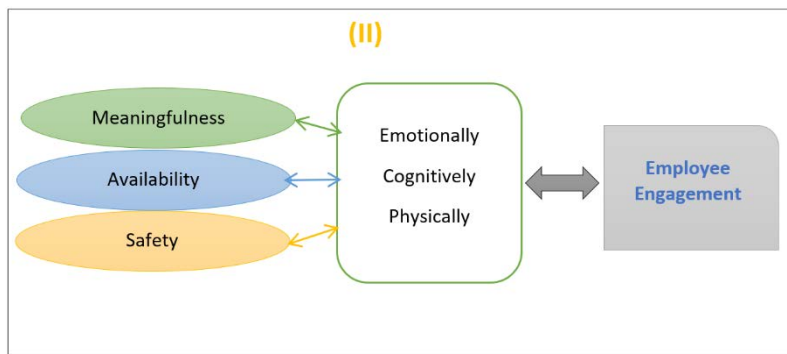 (II)
Meaningfulness
Availability
Safety
Emotionally
Cognitively
Physically
Employee
Engagement